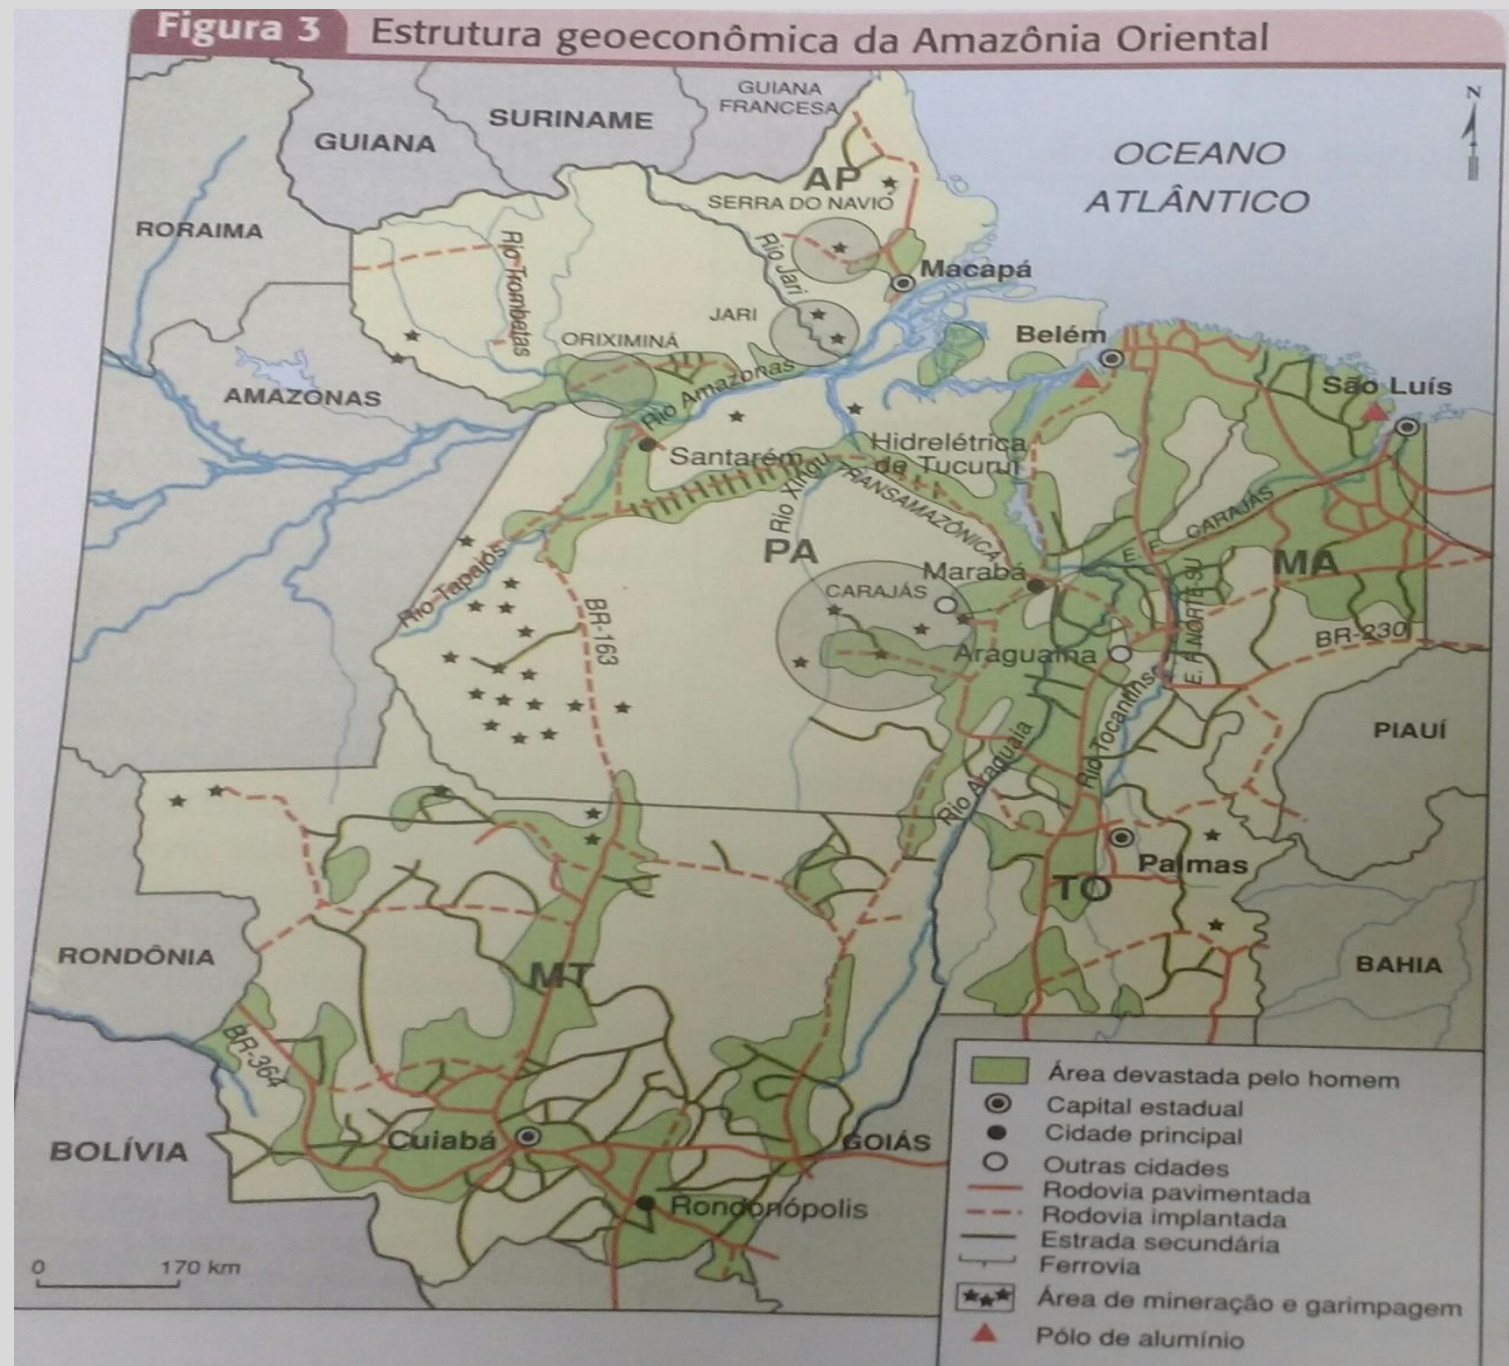 Figura 3
Estrutura geoeconômica da Amazônia Oriental
GUIANA
FRANCESA
SURINAME
GUIANA
N
OCEANO
ATLÂNTICO
AP
SERRA DO NAVIO
RORAIMA
Rio Trombatas
Rio Jari
Macapá
JARI
ORIXIMINÁ
Belém
AMAZONAS
Rio Amazonas
São Luís
Santarém
Hidrelétrica
de Tucuruí
Rio Xingu
TRANSAMAZÔNICA
E. F. CARAJÁS
PA
MA
Rio Tapajós
Marabá
CARAJÁS
BR-163
E. F. NORTE-SUL
BR-230
Araguaína
Rio Tocantins
Rio Araguaia
PIAUÍ
Palmas
TO
RONDÔNIA
MT
BAHIA
BR-364
BOLÍVIA
Cuiabá
GOIÁS
Rondonópolis
0 170 km
Área devastada pelo homem
Capital estadual
Cidade principal
Outras cidades
Rodovia pavimentada
Rodovia implantada
Estrada secundária
Ferrovia
Área de mineração e garimpagem
Pólo de alumínio